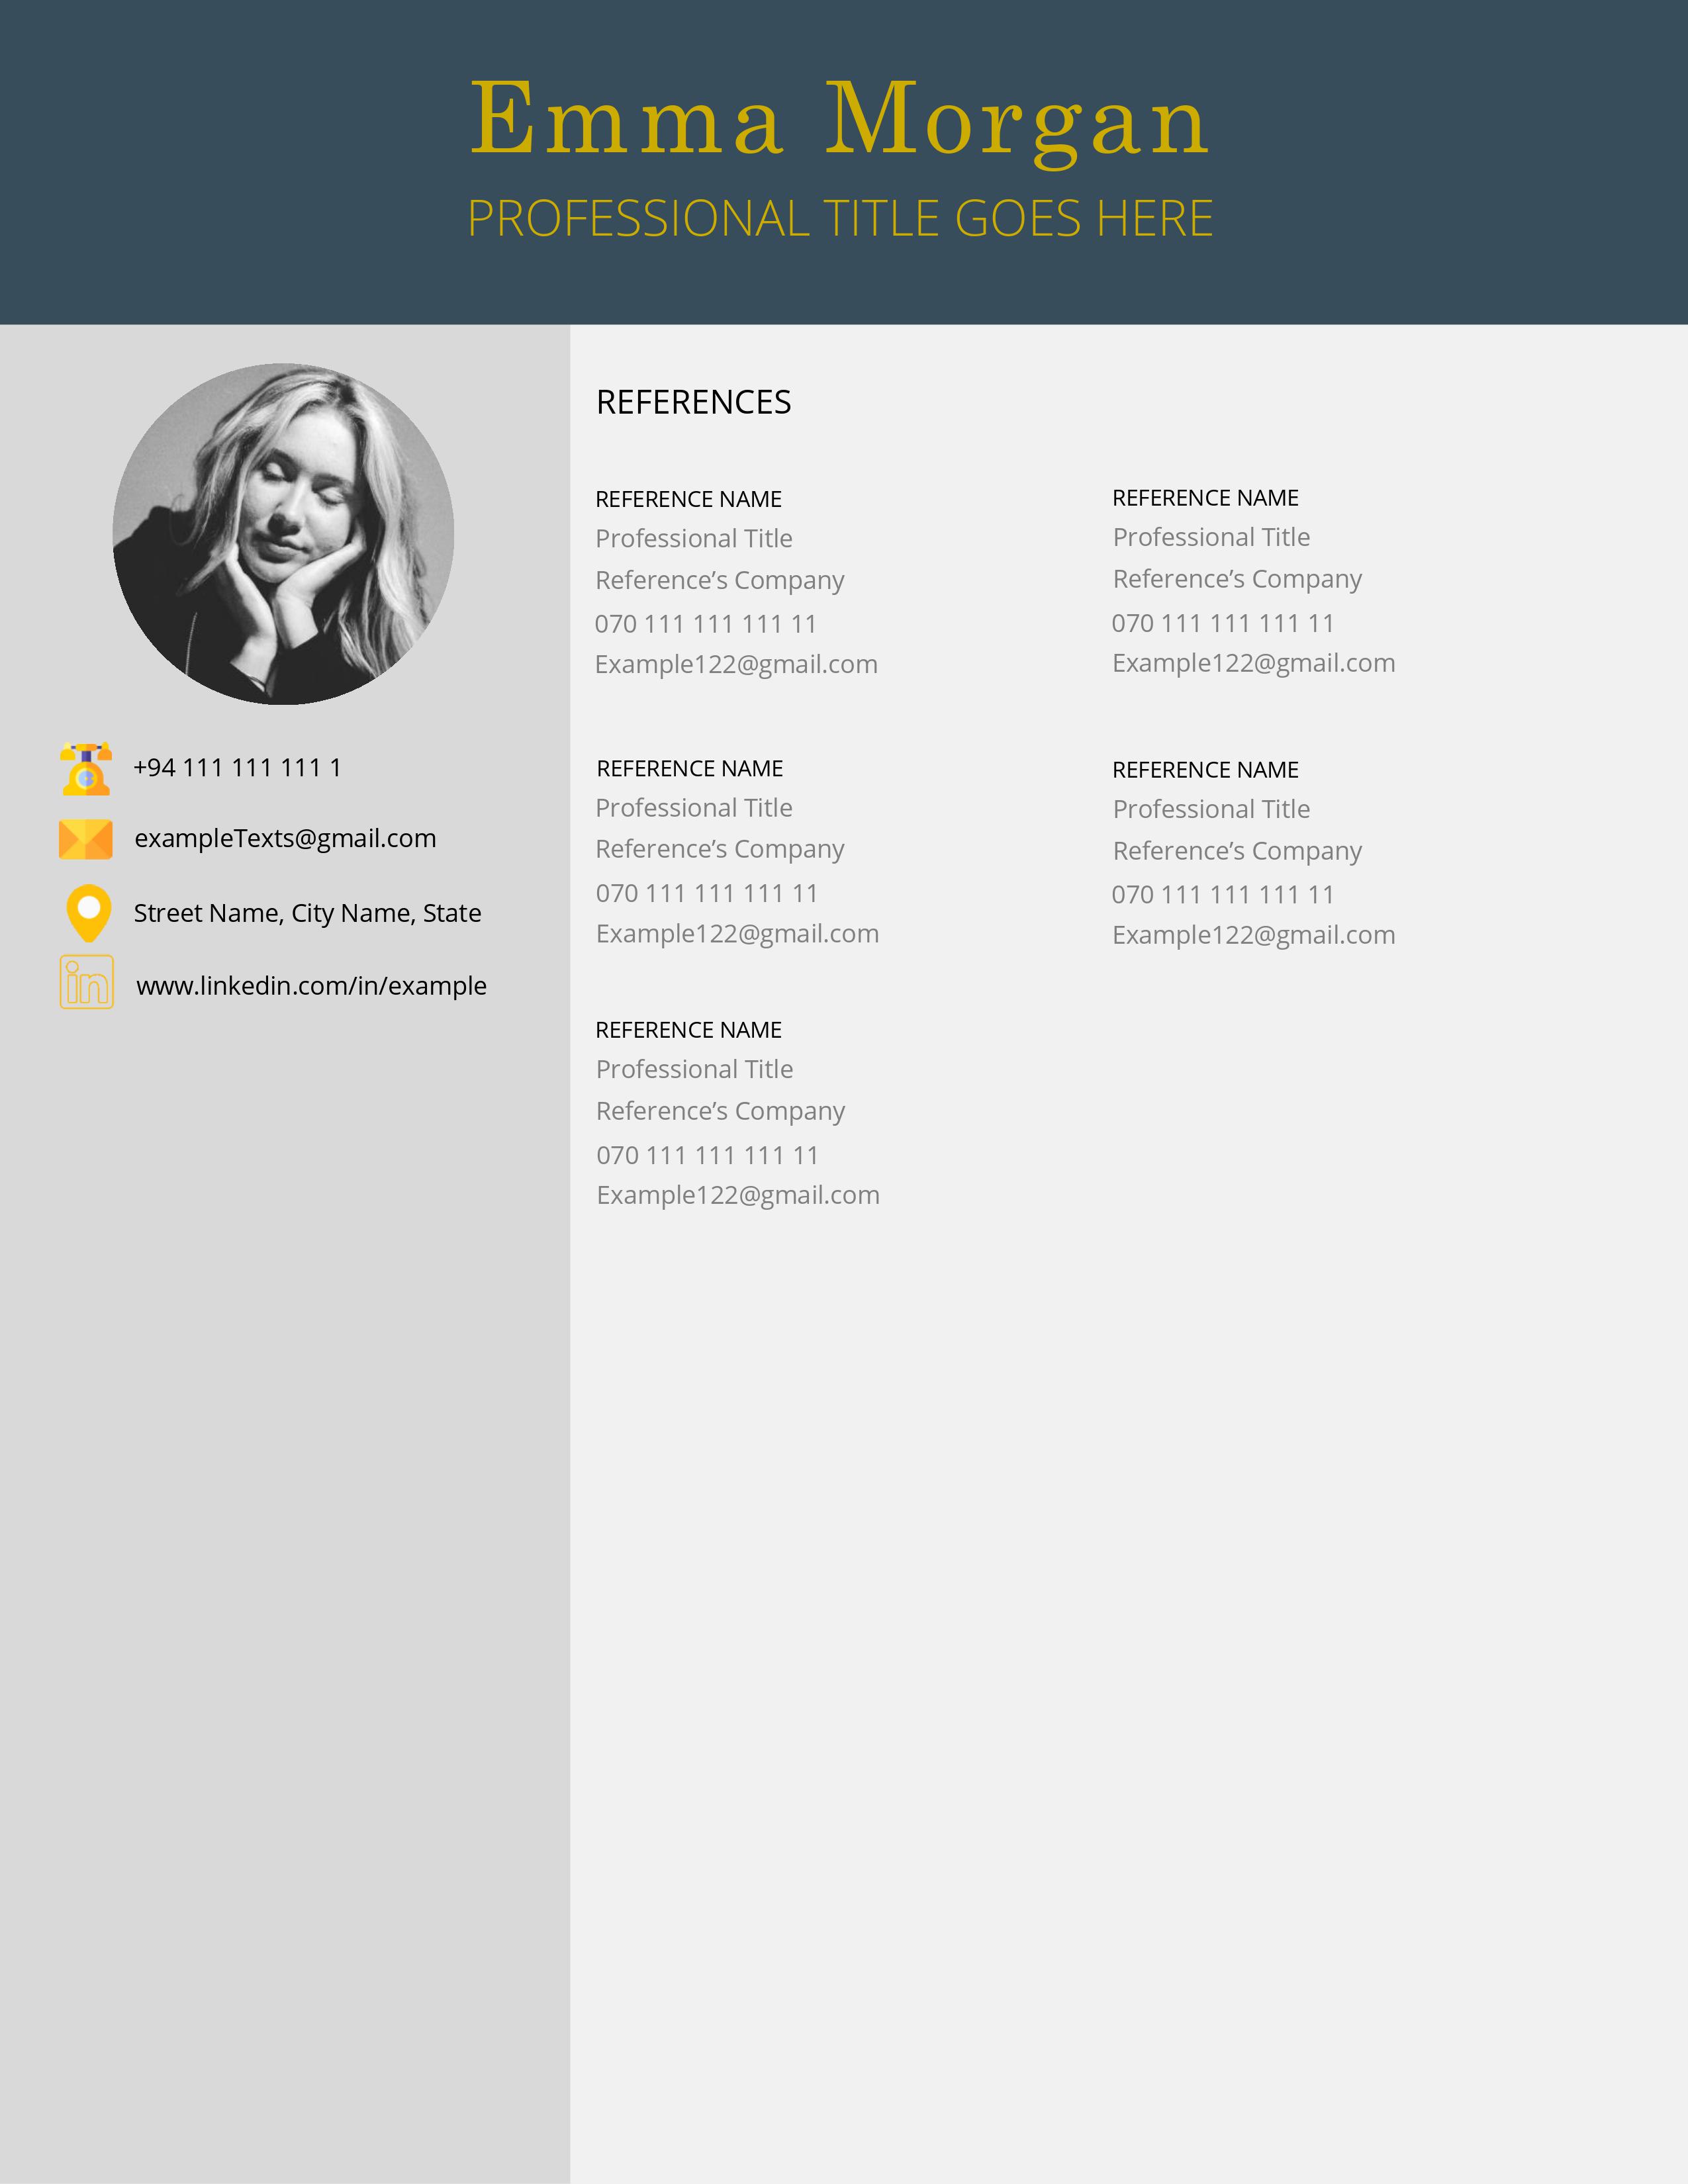 Emma Morgan
PROFESSIONAL TITLE GOES HERE
+94 111 111 111 1
exampleTexts@gmail.com
Street Name, City Name, State
in
www.linkedin.com/in/example
REFERENCES
REFERENCE NAME
Professional Title
Reference’s Company
070 111 111 111 11
Example122@gmail.com
REFERENCE NAME
Professional Title
Reference’s Company
070 111 111 111 11
Example122@gmail.com
REFERENCE NAME
Professional Title
Reference’s Company
070 111 111 111 11
Example122@gmail.com
REFERENCE NAME
Professional Title
Reference’s Company
070 111 111 111 11
Example122@gmail.com
REFERENCE NAME
Professional Title
Reference’s Company
070 111 111 111 11
Example122@gmail.com